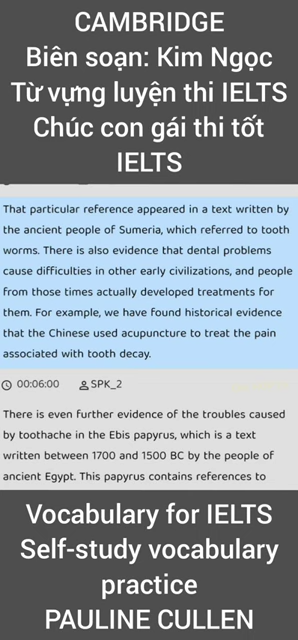 CAMBRIDGE
Biên soạn: Kim Ngọc
Từ vựng luyện thi IELTS
Chúc con gái thi tốt
IELTS
That particular reference appeared in a text written by
the ancient people of Sumeria, which referred to tooth
worms. There is also evidence that dental problems
cause difficulties in other early civilizations, and people
from those times actually developed treatments for
them. For example, we have found historical evidence
that the Chinese used acupuncture to treat the pain
associated with tooth decay.
00:06:00 SPK_2
There is even further evidence of the troubles caused
by toothache in the Ebis papyrus, which is a text
written between 1700 and 1500 BC by the people of
ancient Egypt. This papyrus contains references to
Vocabulary for IELTS
Self-study vocabulary
practice
PAULINE CULLEN